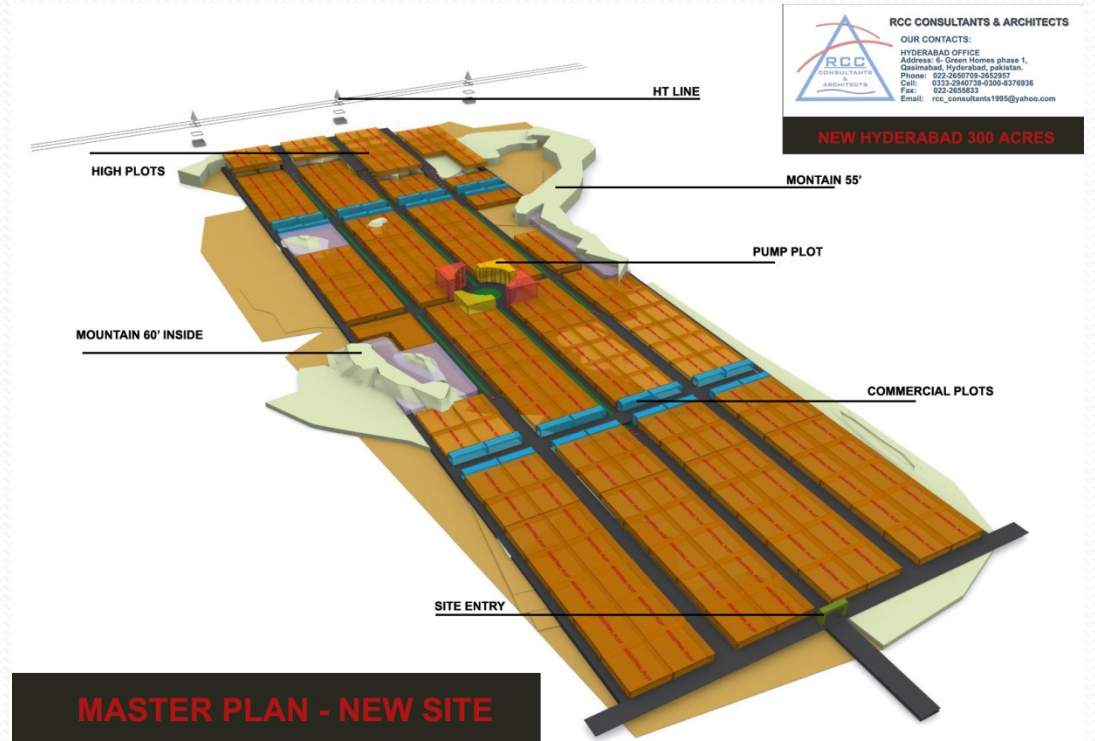 RCC CONSULTANTS & ARCHITECTS
OUR CONTACTS:
HYDERABAD OFFICE
Address: 6- Green Homes phase 1,
Qasimabad, Hyderabad, pakistan.
Phone: 022-2650709-2652957
Cell: 0333-2940738-0300-8376936
Fax: 022-2655833
Email: rcc_consultants1995@yahoo.com
RCC
CONSULTANTS
&
ARCHITECTS
NEW HYDERABAD 300 ACRES
HT LINE
HIGH PLOTS
MONTAIN 55'
PUMP PLOT
MOUNTAIN 60' INSIDE
COMMERCIAL PLOTS
SITE ENTRY
INDUSTRIAL PLOT
MASTER PLAN - NEW SITE